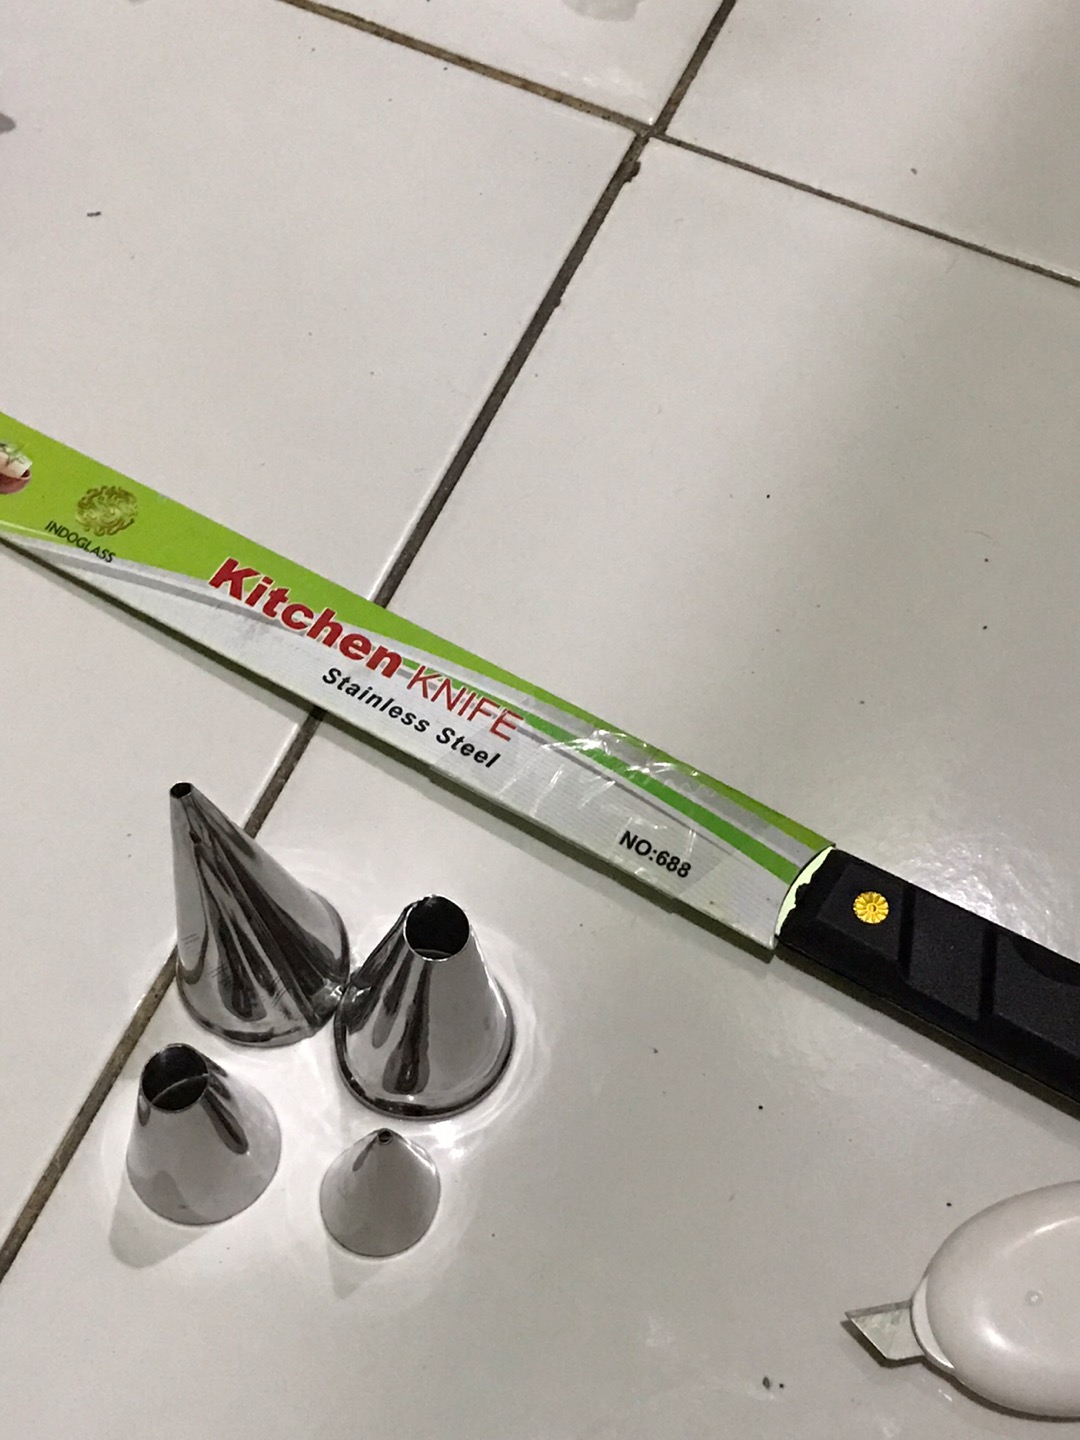 INDOGLASS
Kitchen KNIFE
Stainless Steel
NO:688